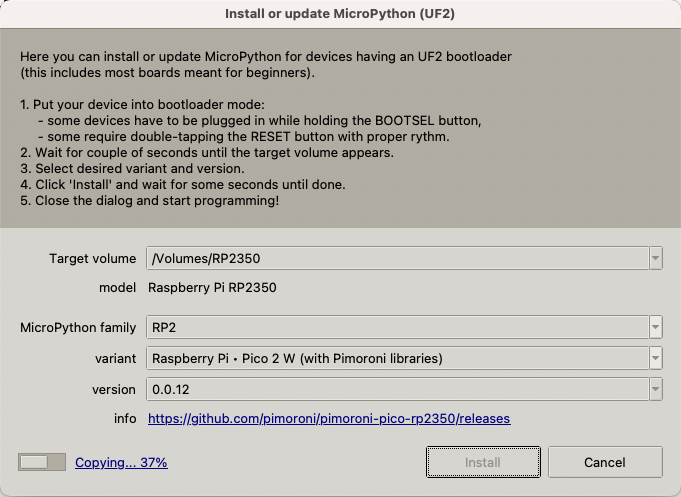 Install or update MicroPython (UF2)
Here you can install or update MicroPython for devices having an UF2 bootloader
(this includes most boards meant for beginners).
1. Put your device into bootloader mode:
- some devices have to be plugged in while holding the BOOTSEL button,
- some require double-tapping the RESET button with proper rythm.
2. Wait for couple of seconds until the target volume appears.
3. Select desired variant and version.
4. Click 'Install' and wait for some seconds until done.
5. Close the dialog and start programming!
Target volume /Volumes/RP2350
model Raspberry Pi RP2350
MicroPython family RP2
variant Raspberry Pi • Pico 2 W (with Pimoroni libraries)
version 0.0.12
info https://github.com/pimoroni/pimoroni-pico-rp2350/releases
Copying... 37% Install Cancel